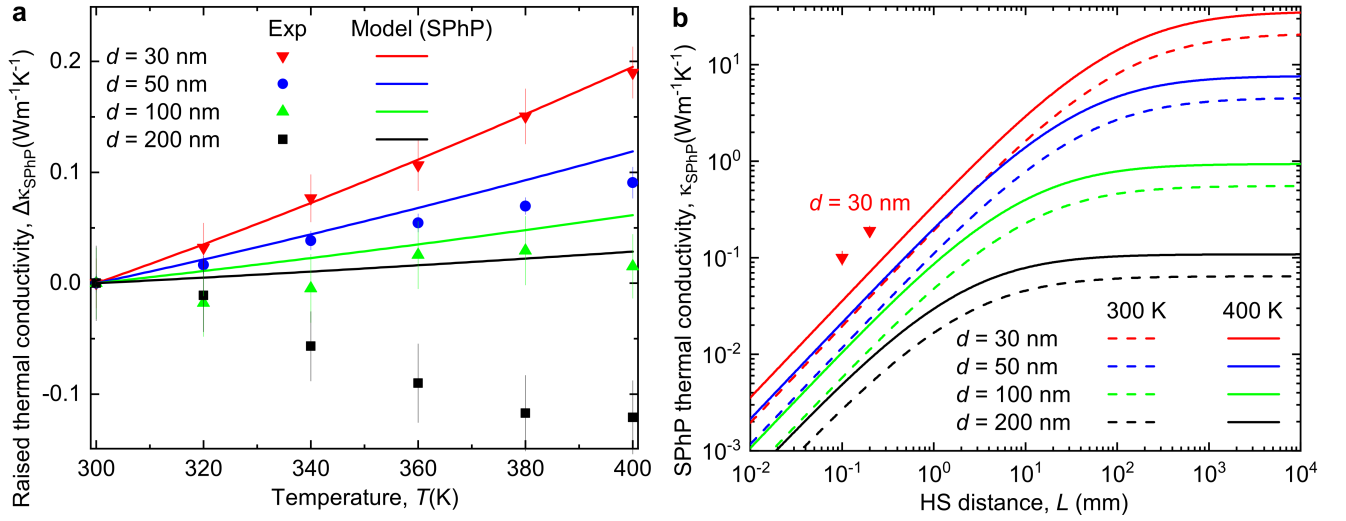 a
Exp Model (SPhP)
d = 30 nm
d = 50 nm
d = 100 nm
d = 200 nm
Raised thermal conductivity, Δκ_SPhP(Wm⁻¹K⁻¹)
0.2
0.1
0.0
-0.1
300 320 340 360 380 400
Temperature, T(K)
b
SPhP thermal conductivity, κ_SPhP(Wm⁻¹K⁻¹)
10¹
10⁰
10⁻¹
10⁻²
10⁻³
d = 30 nm
300 K 400 K
d = 30 nm
d = 50 nm
d = 100 nm
d = 200 nm
10⁻² 10⁻¹ 10⁰ 10¹ 10² 10³ 10⁴
HS distance, L (mm)